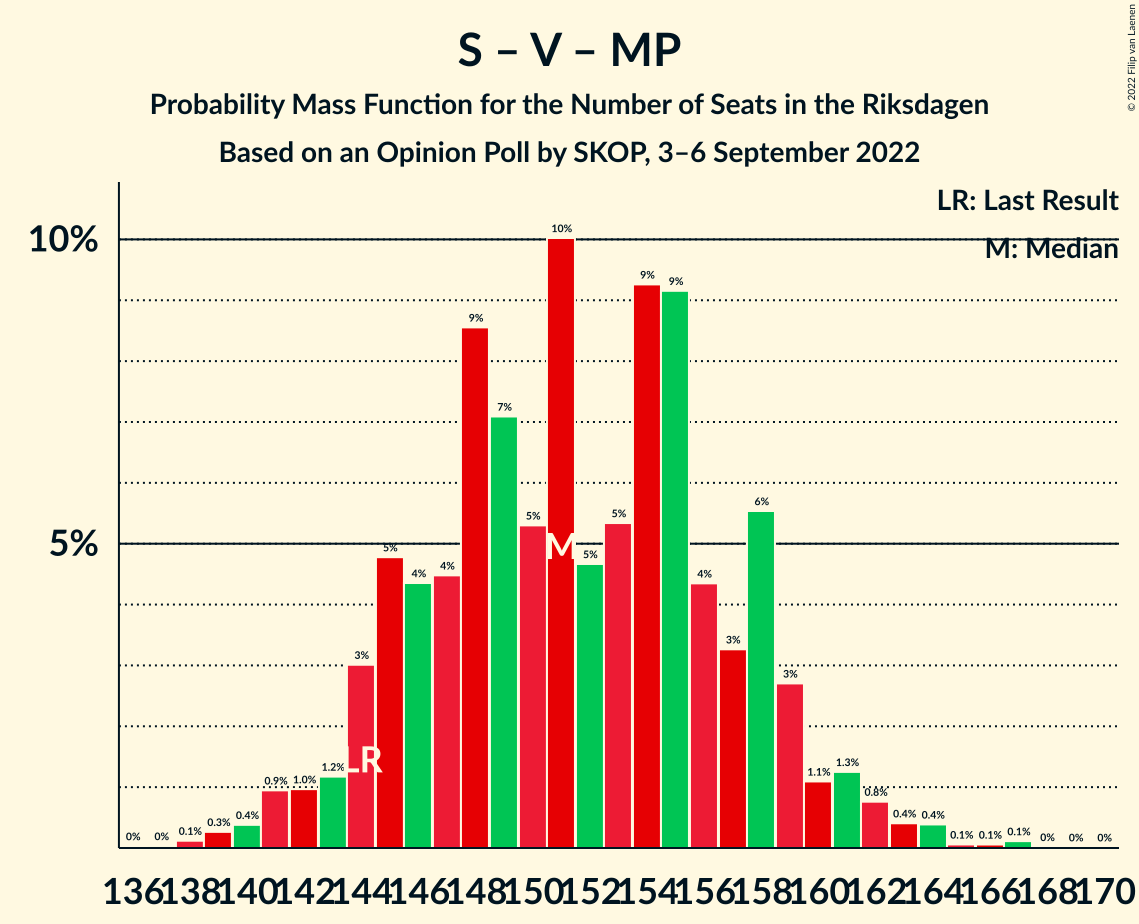 S – V – MP
Probability Mass Function for the Number of Seats in the Riksdagen
Based on an Opinion Poll by SKOP, 3–6 September 2022
© 2022 Filip van Laenen
LR: Last Result
M: Median
10%
5%
0% 0% 0.1% 0.3% 0.4% 0.9% 1.0% 1.2% 3% 5% 4% 4% 9% 7% 5% 10% 5% 5% 9% 9% 4% 3% 6% 3% 1.1% 1.3% 0.8% 0.4% 0.4% 0.1% 0.1% 0.1% 0% 0% 0%
M
LR
136 138 140 142 144 146 148 150 152 154 156 158 160 162 164 166 168 170